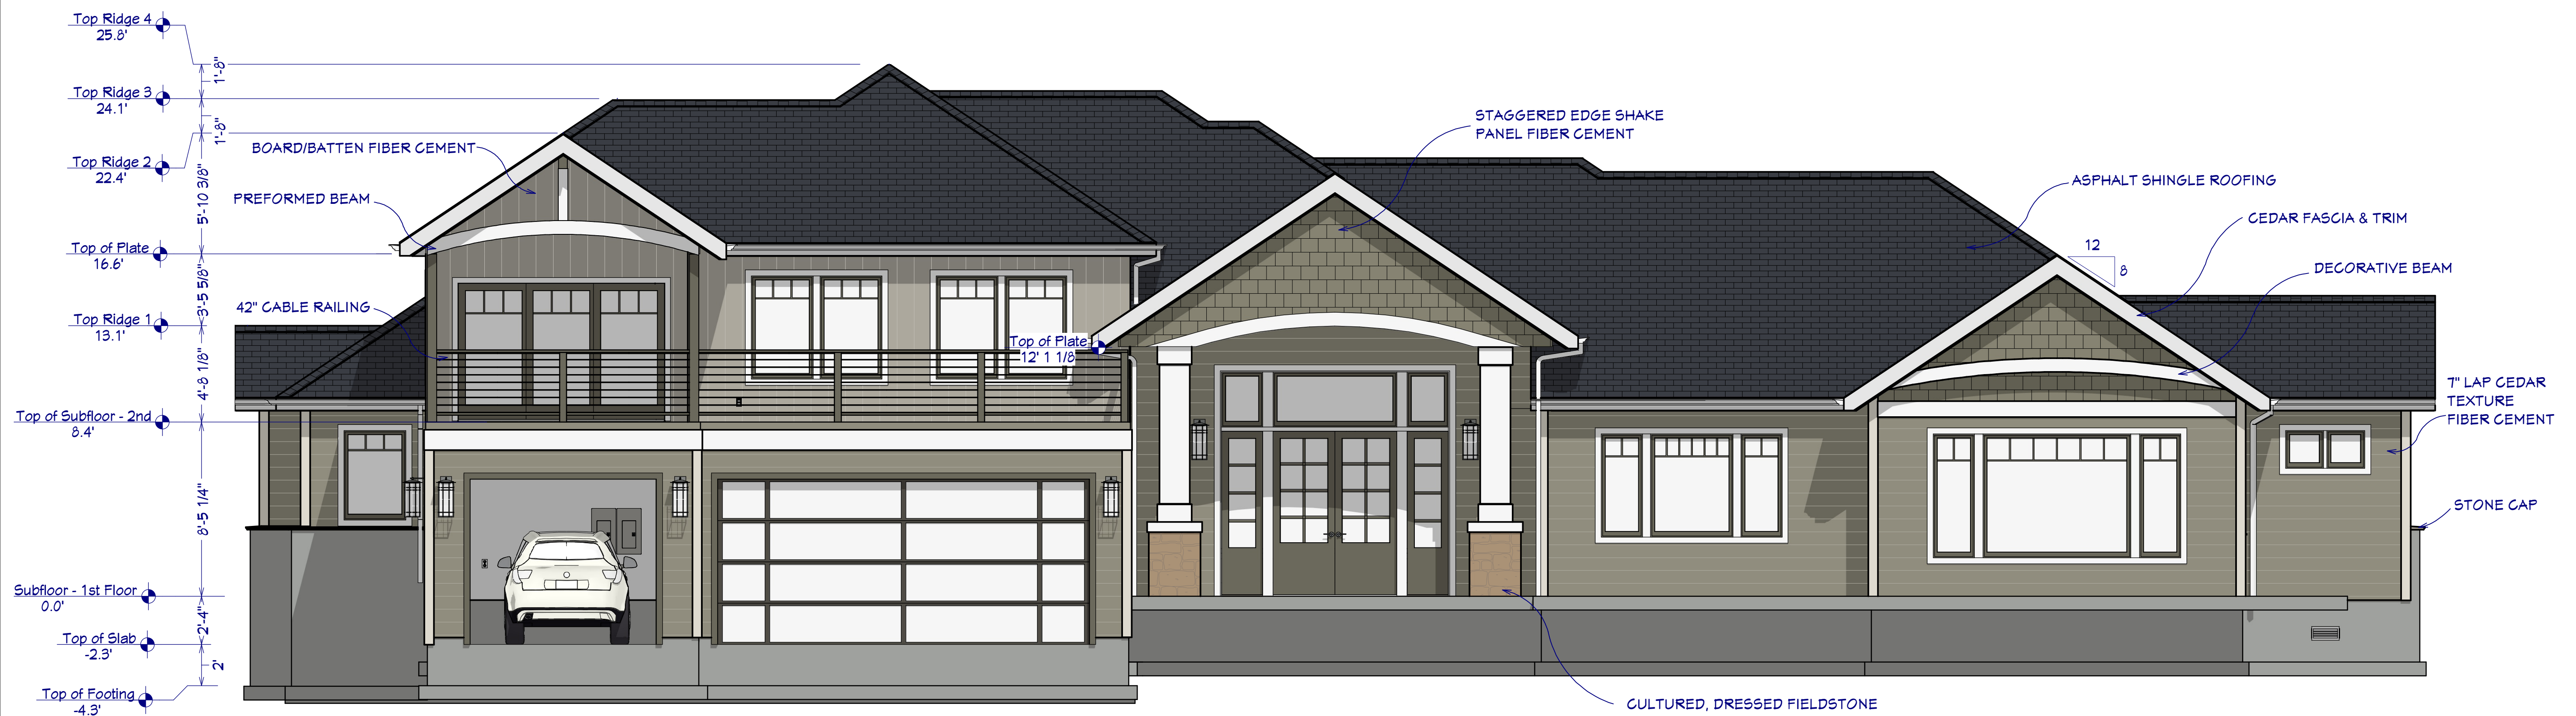 Top Ridge 4
25.8'
1'-8"
Top Ridge 3
24.1'
1'-8"
Top Ridge 2
22.4'
5'-10 3/8"
Top of Plate
16.6'
3'-5 5/8"
Top Ridge 1
13.1'
4'-8 1/8"
Top of Subfloor - 2nd
8.4'
8'-5 1/4"
Subfloor - 1st Floor
0.0'
2'-4"
Top of Slab
-2.3'
2'
Top of Footing
-4.3'
BOARD/BATTEN FIBER CEMENT
PREFORMED BEAM
42" CABLE RAILING
Top of Plate
12' 1 1/8
STAGGERED EDGE SHAKE
PANEL FIBER CEMENT
ASPHALT SHINGLE ROOFING
CEDAR FASCIA & TRIM
12
8
DECORATIVE BEAM
7" LAP CEDAR
TEXTURE
FIBER CEMENT
STONE CAP
CULTURED, DRESSED FIELDSTONE